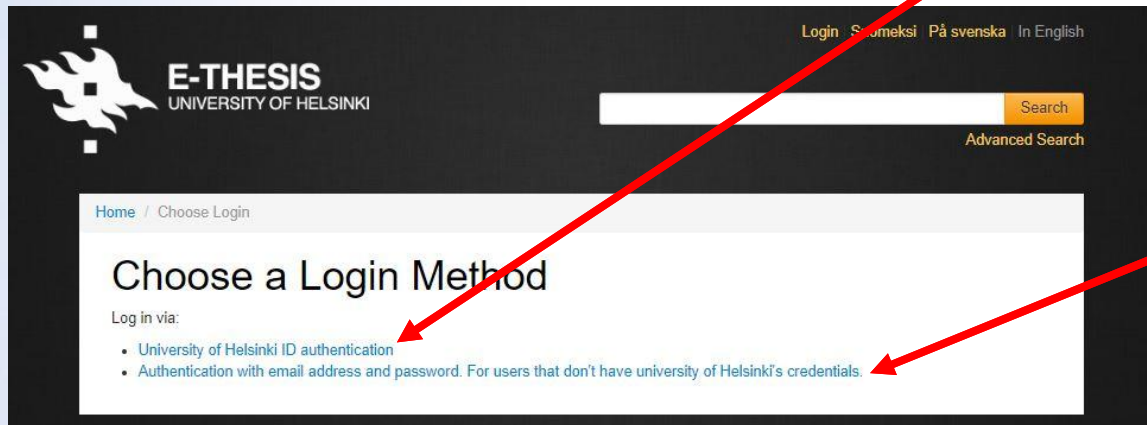 Login Suomeksi På svenska In English
E-THESIS
UNIVERSITY OF HELSINKI
Search
Advanced Search
Home / Choose Login
Choose a Login Method
Log in via:
• University of Helsinki ID authentication
• Authentication with email address and password. For users that don't have university of Helsinki's credentials.